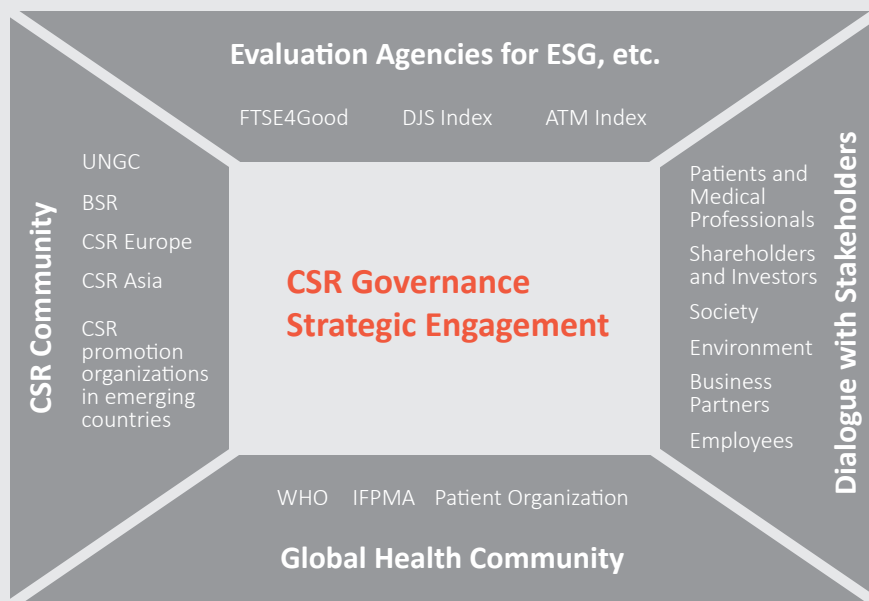 Evaluation Agencies for ESG, etc.
FTSE4Good DJS Index ATM Index
CSR Community
UNGC
BSR
CSR Europe
CSR Asia
CSR
promotion
organizations
in emerging
countries
CSR Governance
Strategic Engagement
Patients and
Medical
Professionals
Shareholders
and Investors
Society
Environment
Business
Partners
Employees
Dialogue with Stakeholders
WHO IFPMA Patient Organization
Global Health Community